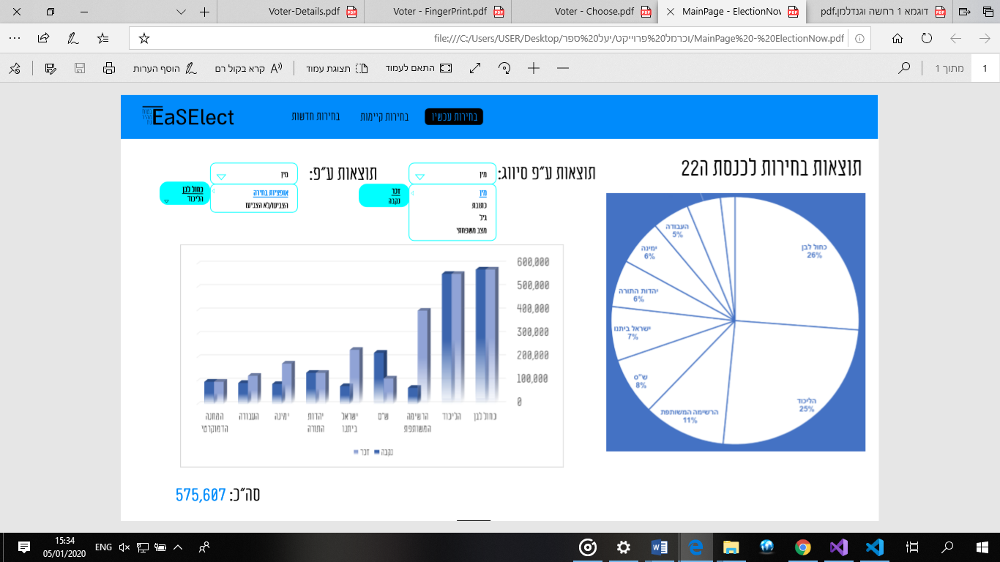 Voter-Details.pdf
Voter - FingerPrint.pdf
Voter - Choose.pdf
MainPage - ElectionNow
דוגמא 1 רחשה וגנדלמן.pdf
file:///C:/Users/USER/Desktop/וכרמל%20פרוייקט/יעל%20ספר/MainPage%20-%20ElectionNow.pdf
1 מתוך 1
התאם לעמוד
תצוגת עמוד
קרא בקול רם
הוסף הערות
EaSElect
בחירות עכשיו
בחירות קיימות
בחירות חדשות
תוצאות בחירות לכנסת ה22
תוצאות ע"פ סיווג:
מין
מין
כתובת
גיל
מצב משפחתי
זכר
נקבה
תוצאות ע"פ:
מין
אופציות בחירה
הצביעו/לא הצביעו
כחול לבן
הליכוד
כחול לבן
26%
הליכוד
25%
הרשימה המשותפת
11%
ש"ס
8%
ישראל ביתנו
7%
יהדות התורה
6%
ימינה
6%
העבודה
5%
600,000
500,000
400,000
300,000
200,000
100,000
0
כחול לבן
הליכוד
הרשימה
המשותפת
ש"ס
ישראל
ביתנו
יהדות
התורה
ימינה
העבודה
המחנה
הדמוקרטי
נקבה
זכר
סה"כ: 575,607
ENG
15:34
05/01/2020